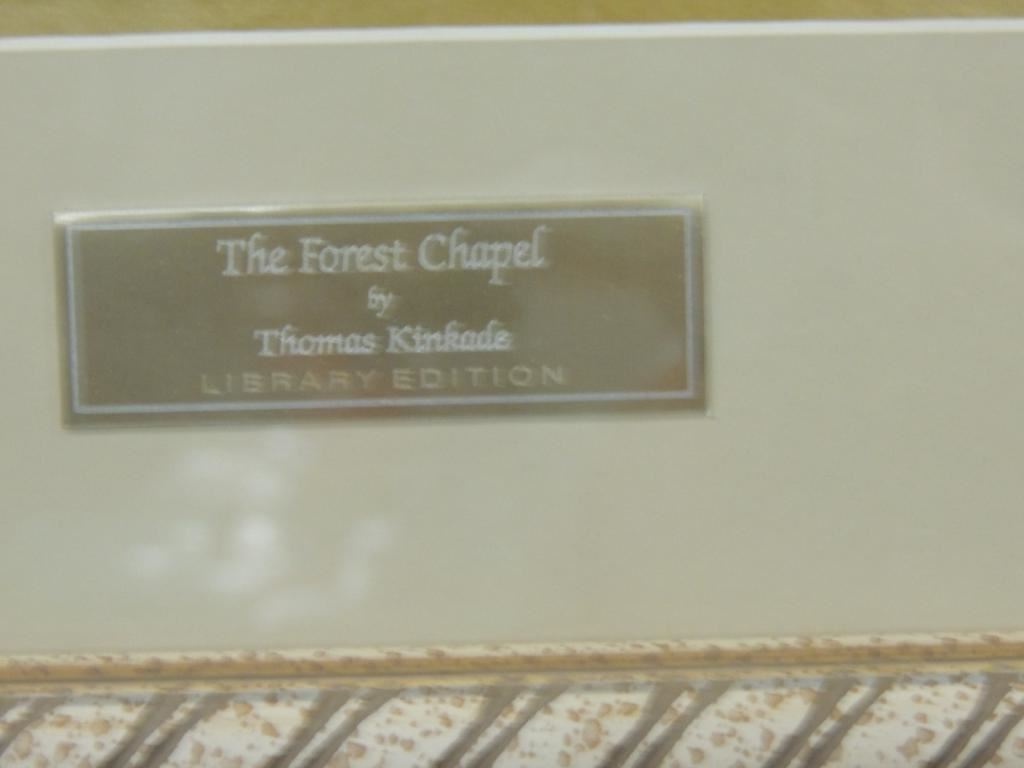 The Forest Chapel
by
Thomas Kinkade
LIBRARY EDITION